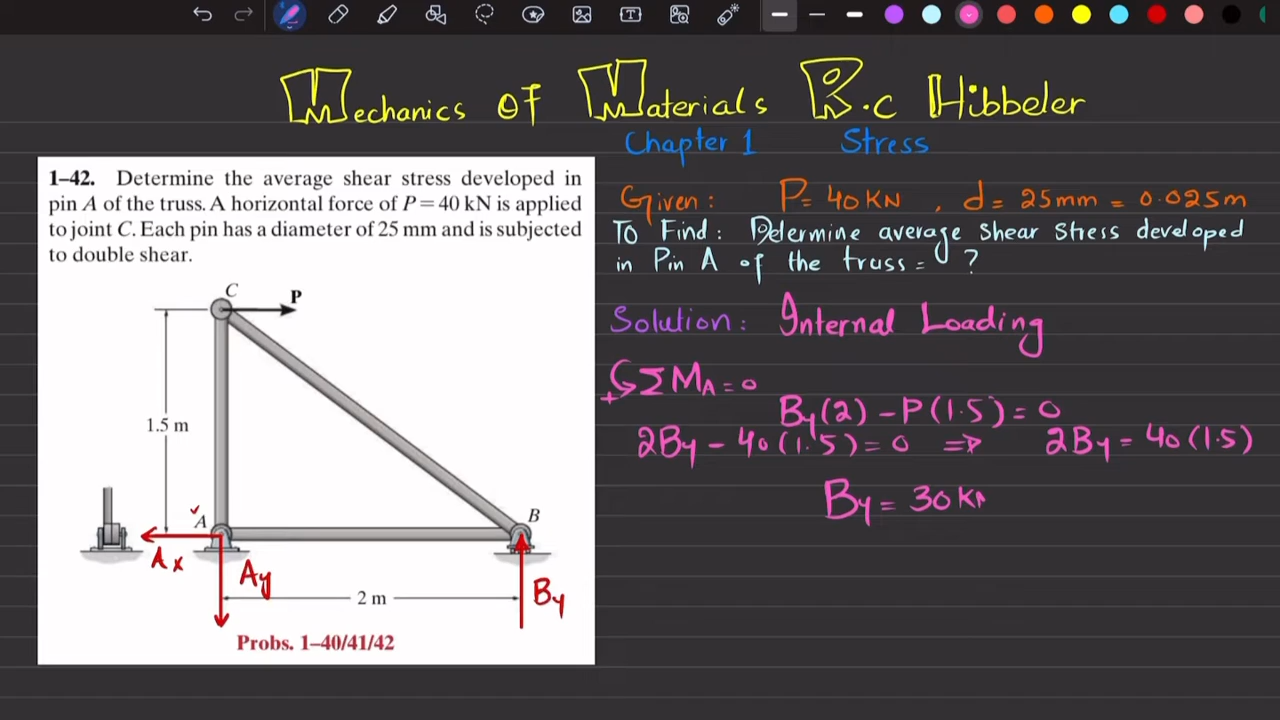 Mechanics of Materials R.c Hibbeler
Chapter 1 Stress
1–42. Determine the average shear stress developed in
pin A of the truss. A horizontal force of P = 40 kN is applied
to joint C. Each pin has a diameter of 25 mm and is subjected
to double shear.
C
P
1.5 m
A
B
Ax
Ay
By
2 m
Probs. 1–40/41/42
Given: P= 40KN , d= 25mm = 0.025m
To Find: Determine average shear stress developed
in Pin A of the truss = ?
Solution: Internal Loading
+↺ΣMA=0
By(2) - P(1.5) = 0
2By - 40(1.5) = 0 => 2By = 40(1.5)
By = 30 KN